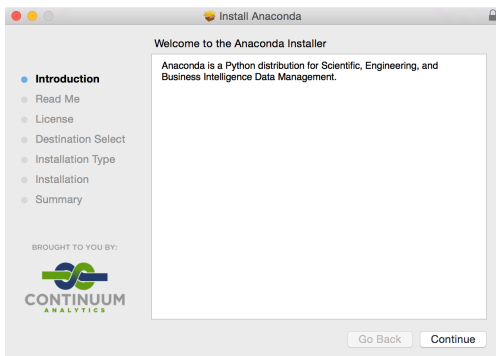 Install Anaconda
Welcome to the Anaconda Installer
Introduction
Read Me
License
Destination Select
Installation Type
Installation
Summary
Anaconda is a Python distribution for Scientific, Engineering, and
Business Intelligence Data Management.
BROUGHT TO YOU BY:
CONTINUUM
ANALYTICS
Go Back
Continue